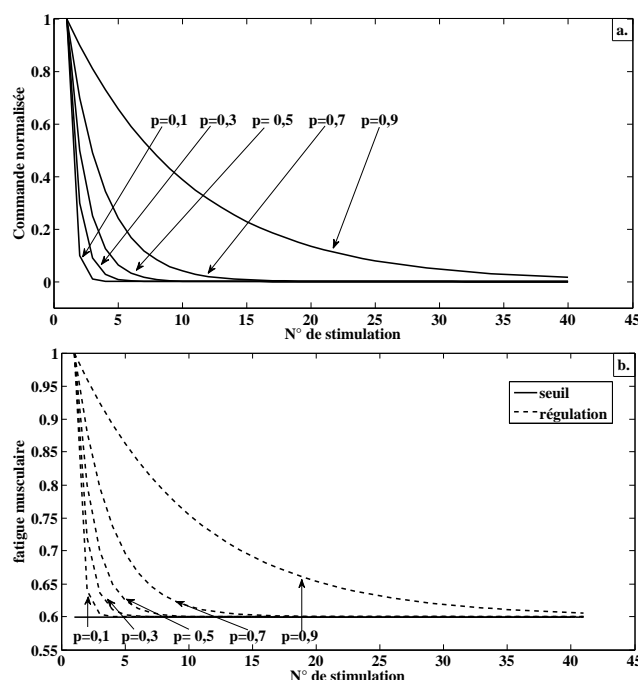 a.
1
0.8
0.6
0.4
0.2
0
Commande normalisée
p=0,1 p=0,3 p= 0,5 p=0,7 p=0,9
0 5 10 15 20 25 30 35 40 45
N° de stimulation
b.
seuil
régulation
1
0.95
0.9
0.85
0.8
0.75
0.7
0.65
0.6
0.55
fatigue musculaire
p=0,1 p=0,3 p= 0,5 p=0,7 p=0,9
0 5 10 15 20 25 30 35 40 45
N° de stimulation